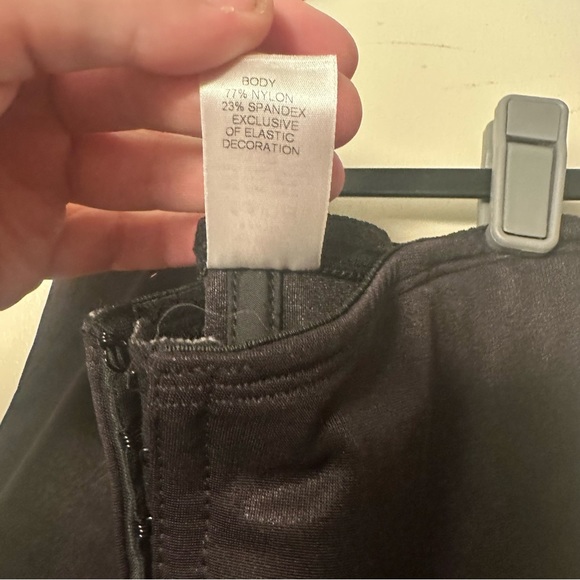 BODY
77% NYLON
23% SPANDEX
EXCLUSIVE
OF ELASTIC
DECORATION